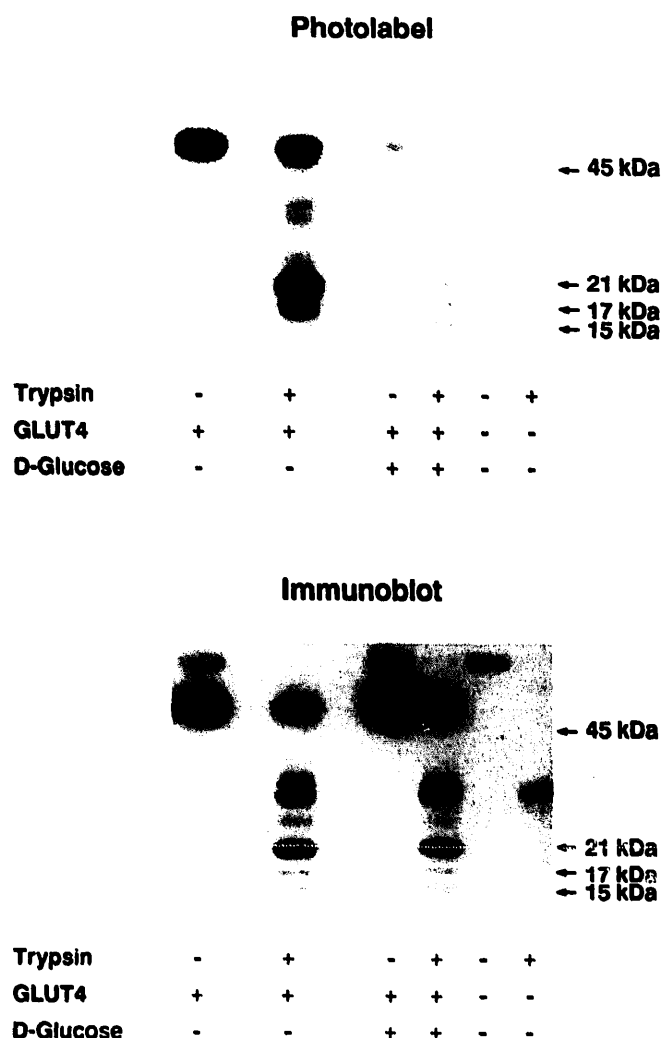 Photolabel
← 45 kDa
← 21 kDa
← 17 kDa
← 15 kDa
Trypsin - + - + - +
GLUT4 + + + + - -
D-Glucose - - + + - -
Immunoblot
← 45 kDa
← 21 kDa
← 17 kDa
← 15 kDa
Trypsin - + - + - +
GLUT4 + + + + - -
D-Glucose - - + + - -